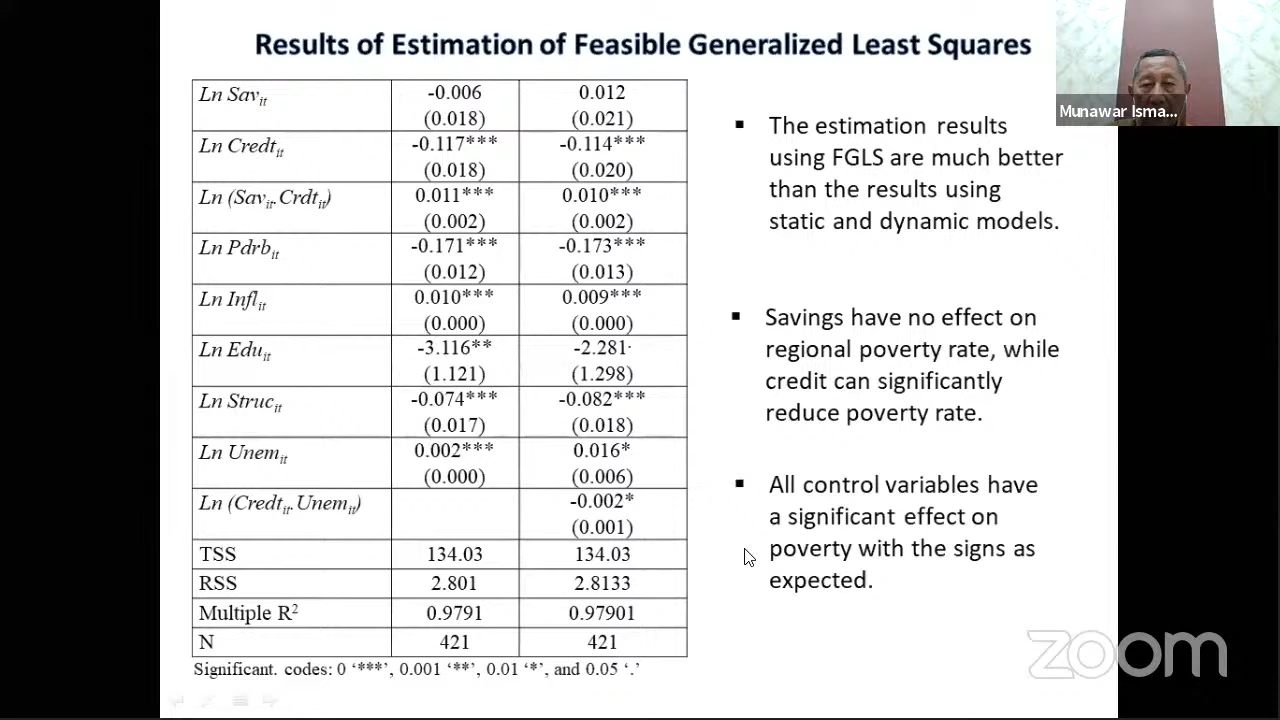 Results of Estimation of Feasible Generalized Least Squares
Munawar Isma...
Ln Sav_it -0.006 0.012
(0.018) (0.021)
Ln Credt_it -0.117*** -0.114***
(0.018) (0.020)
Ln (Sav_it.Crdt_it) 0.011*** 0.010***
(0.002) (0.002)
Ln Pdrb_it -0.171*** -0.173***
(0.012) (0.013)
Ln Infl_it 0.010*** 0.009***
(0.000) (0.000)
Ln Edu_it -3.116** -2.281·
(1.121) (1.298)
Ln Struc_it -0.074*** -0.082***
(0.017) (0.018)
Ln Unem_it 0.002*** 0.016*
(0.000) (0.006)
Ln (Credt_it.Unem_it) -0.002*
(0.001)
TSS 134.03 134.03
RSS 2.801 2.8133
Multiple R² 0.9791 0.97901
N 421 421
Significant. codes: 0 ‘***’, 0.001 ‘**’, 0.01 ‘*’, and 0.05 ‘.’
▪ The estimation results
using FGLS are much better
than the results using
static and dynamic models.
▪ Savings have no effect on
regional poverty rate, while
credit can significantly
reduce poverty rate.
▪ All control variables have
a significant effect on
poverty with the signs as
expected.
zoom